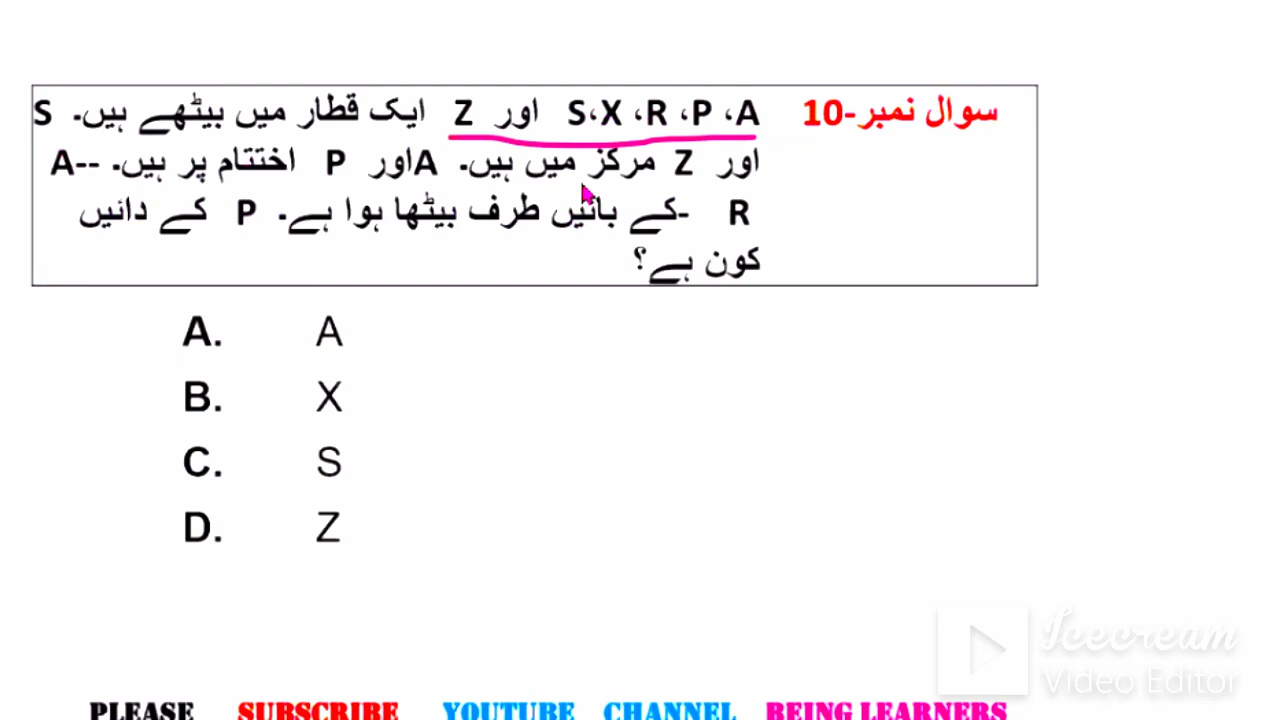 سوال نمبر-10 A، P، R، X،S اور Z ایک قطار میں بیٹھے ہیں۔ S
اور Z مرکز میں ہیں۔ Aاور P اختتام پر ہیں۔ --A
R -کے بائیں طرف بیٹھا ہوا ہے۔ P کے دائیں
کون ہے؟
A. A
B. X
C. S
D. Z
Icecream
Video Editor
PLEASE SUBSCRIBE YOUTUBE CHANNEL BEING LEARNERS